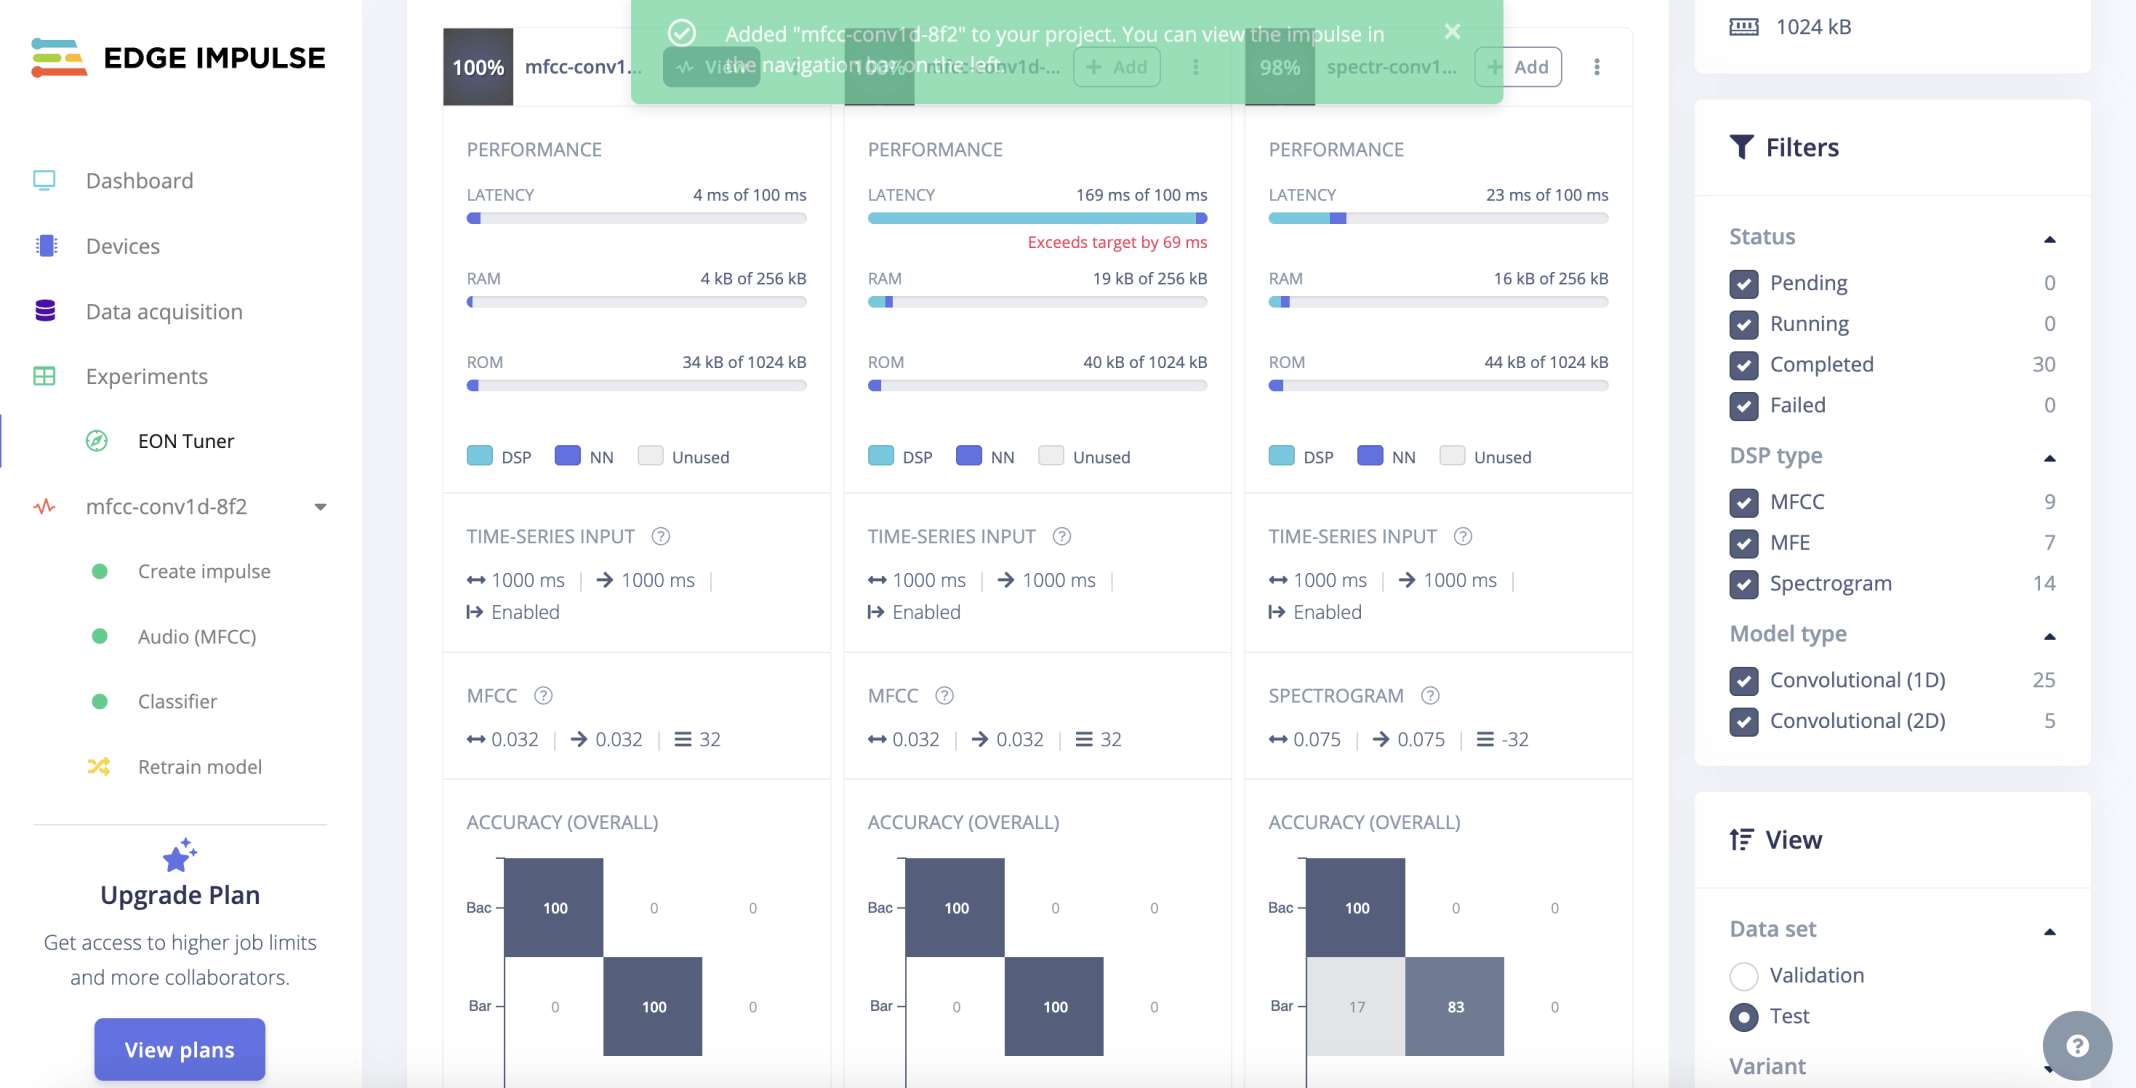 EDGE IMPULSE
Dashboard
Devices
Data acquisition
Experiments
EON Tuner
mfcc-conv1d-8f2
Create impulse
Audio (MFCC)
Classifier
Retrain model
Upgrade Plan
Get access to higher job limits
and more collaborators.
View plans
Added "mfcc-conv1d-8f2" to your project. You can view the impulse in
the navigation bar on the left.
100%
mfcc-conv1...
View
PERFORMANCE
LATENCY 4 ms of 100 ms
RAM 4 kB of 256 kB
ROM 34 kB of 1024 kB
DSP NN Unused
TIME-SERIES INPUT ?
1000 ms | 1000 ms |
Enabled
MFCC ?
0.032 | 0.032 | 32
ACCURACY (OVERALL)
Bac 100 0 0
Bar 0 100 0
100%
mfcc-conv1d-...
+ Add
PERFORMANCE
LATENCY 169 ms of 100 ms
Exceeds target by 69 ms
RAM 19 kB of 256 kB
ROM 40 kB of 1024 kB
DSP NN Unused
TIME-SERIES INPUT ?
1000 ms | 1000 ms |
Enabled
MFCC ?
0.032 | 0.032 | 32
ACCURACY (OVERALL)
Bac 100 0 0
Bar 0 100 0
98%
spectr-conv1...
+ Add
PERFORMANCE
LATENCY 23 ms of 100 ms
RAM 16 kB of 256 kB
ROM 44 kB of 1024 kB
DSP NN Unused
TIME-SERIES INPUT ?
1000 ms | 1000 ms |
Enabled
SPECTROGRAM ?
0.075 | 0.075 | -32
ACCURACY (OVERALL)
Bac 100 0 0
Bar 17 83 0
1024 kB
Filters
Status
Pending 0
Running 0
Completed 30
Failed 0
DSP type
MFCC 9
MFE 7
Spectrogram 14
Model type
Convolutional (1D) 25
Convolutional (2D) 5
View
Data set
Validation
Test
Variant
?